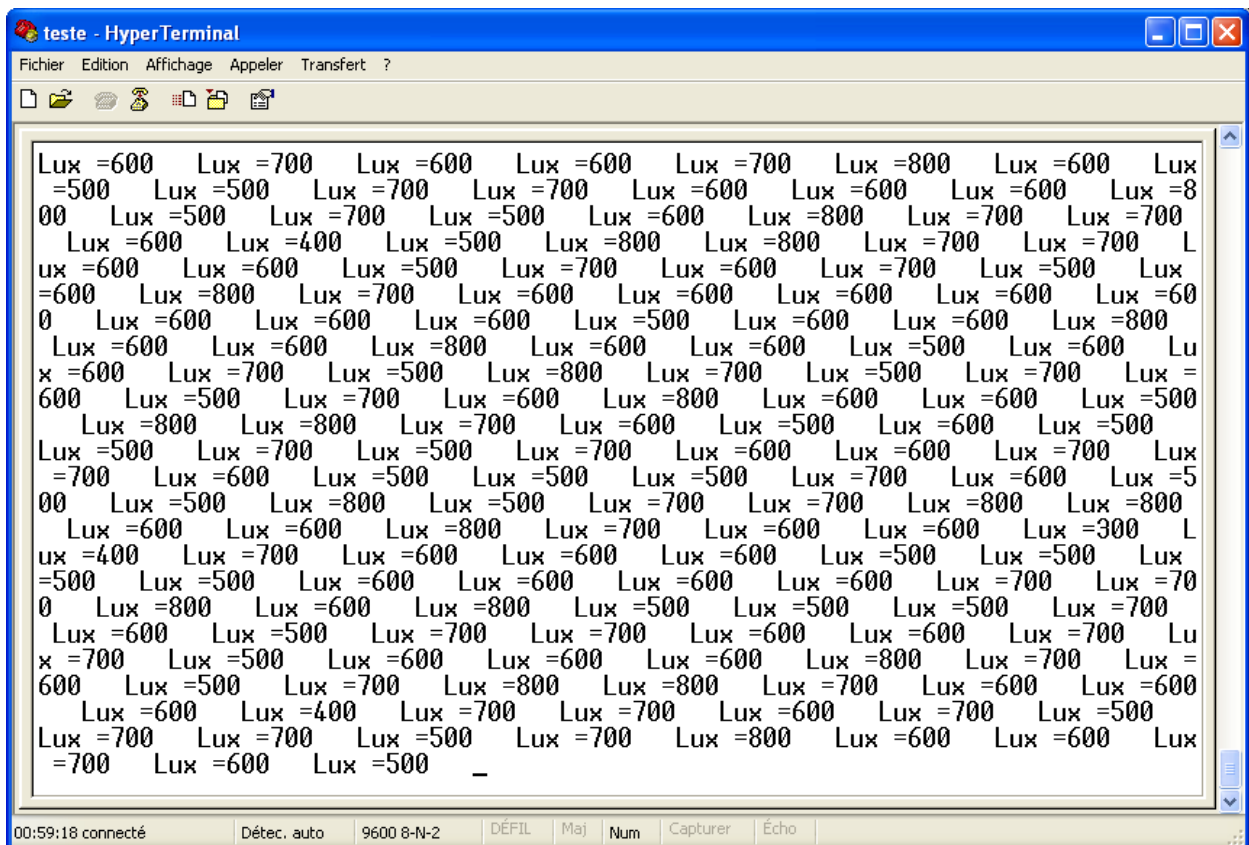 teste - HyperTerminal
Fichier Edition Affichage Appeler Transfert ?
Lux =600 Lux =700 Lux =600 Lux =600 Lux =700 Lux =800 Lux =600 Lux
=500 Lux =500 Lux =700 Lux =700 Lux =600 Lux =600 Lux =600 Lux =8
00 Lux =500 Lux =700 Lux =500 Lux =600 Lux =800 Lux =700 Lux =700
Lux =600 Lux =400 Lux =500 Lux =800 Lux =800 Lux =700 Lux =700 L
ux =600 Lux =600 Lux =500 Lux =700 Lux =600 Lux =700 Lux =500 Lux
=600 Lux =800 Lux =700 Lux =600 Lux =600 Lux =600 Lux =600 Lux =60
0 Lux =600 Lux =600 Lux =600 Lux =500 Lux =600 Lux =600 Lux =800
Lux =600 Lux =600 Lux =800 Lux =600 Lux =600 Lux =500 Lux =600 Lu
x =600 Lux =700 Lux =500 Lux =800 Lux =700 Lux =500 Lux =700 Lux =
600 Lux =500 Lux =700 Lux =600 Lux =800 Lux =600 Lux =600 Lux =500
Lux =800 Lux =800 Lux =700 Lux =600 Lux =500 Lux =600 Lux =500
Lux =500 Lux =700 Lux =500 Lux =700 Lux =600 Lux =600 Lux =700 Lux
=700 Lux =600 Lux =500 Lux =500 Lux =500 Lux =700 Lux =600 Lux =5
00 Lux =500 Lux =800 Lux =500 Lux =700 Lux =700 Lux =800 Lux =800
Lux =600 Lux =600 Lux =800 Lux =700 Lux =600 Lux =600 Lux =300 L
ux =400 Lux =700 Lux =600 Lux =600 Lux =600 Lux =500 Lux =500 Lux
=500 Lux =500 Lux =600 Lux =600 Lux =600 Lux =600 Lux =700 Lux =70
0 Lux =800 Lux =600 Lux =800 Lux =500 Lux =500 Lux =500 Lux =700
Lux =600 Lux =500 Lux =700 Lux =700 Lux =600 Lux =600 Lux =700 Lu
x =700 Lux =500 Lux =600 Lux =600 Lux =600 Lux =800 Lux =700 Lux =
600 Lux =500 Lux =700 Lux =800 Lux =800 Lux =700 Lux =600 Lux =600
Lux =600 Lux =400 Lux =700 Lux =700 Lux =600 Lux =700 Lux =500
Lux =700 Lux =700 Lux =500 Lux =700 Lux =800 Lux =600 Lux =600 Lux
=700 Lux =600 Lux =500 _
00:59:18 connecté Détec. auto 9600 8-N-2 DÉFIL Maj Num Capturer Écho